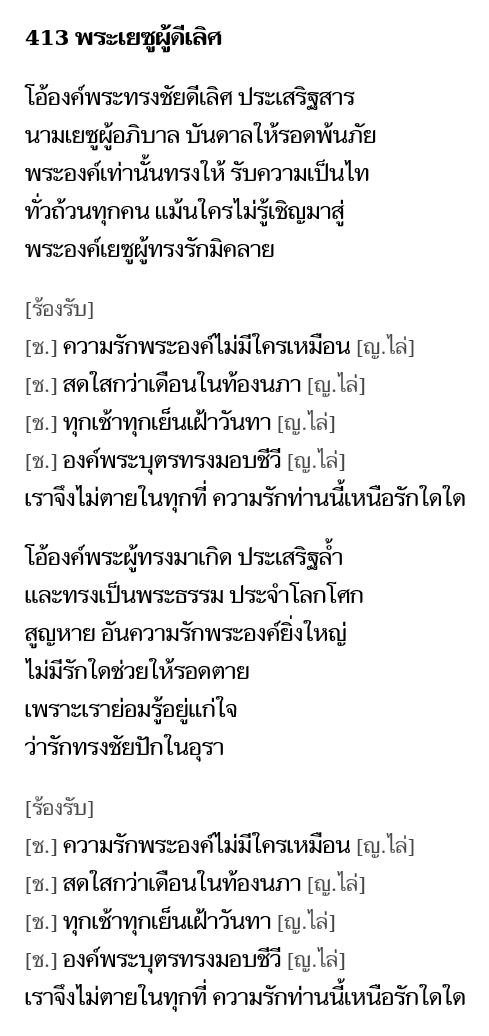 413 พระเยซูผู้ดีเลิศ
โอ้องค์พระทรงชัยดีเลิศ ประเสริฐสาร
นามเยซูผู้อภิบาล บันดาลให้รอดพ้นภัย
พระองค์เท่านั้นทรงให้ รับความเป็นไท
ทั่วถ้วนทุกคน แม้นใครไม่รู้เชิญมาสู่
พระองค์เยซูผู้ทรงรักมิคลาย
[ร้องรับ]
[ช.] ความรักพระองค์ไม่มีใครเหมือน [ญ.ไล่]
[ช.] สดใสกว่าเดือนในท้องนภา [ญ.ไล่]
[ช.] ทุกเช้าทุกเย็นเฝ้าวันทา [ญ.ไล่]
[ช.] องค์พระบุตรทรงมอบชีวี [ญ.ไล่]
เราจึงไม่ตายในทุกที่ ความรักท่านนี้เหนือรักใดใด
โอ้องค์พระผู้ทรงมาเกิด ประเสริฐล้ำ
และทรงเป็นพระธรรม ประจำโลกโศก
สูญหาย อันความรักพระองค์ยิ่งใหญ่
ไม่มีรักใดช่วยให้รอดตาย
เพราะเราย่อมรู้อยู่แก่ใจ
ว่ารักทรงชัยปักในอุรา
[ร้องรับ]
[ช.] ความรักพระองค์ไม่มีใครเหมือน [ญ.ไล่]
[ช.] สดใสกว่าเดือนในท้องนภา [ญ.ไล่]
[ช.] ทุกเช้าทุกเย็นเฝ้าวันทา [ญ.ไล่]
[ช.] องค์พระบุตรทรงมอบชีวี [ญ.ไล่]
เราจึงไม่ตายในทุกที่ ความรักท่านนี้เหนือรักใดใด